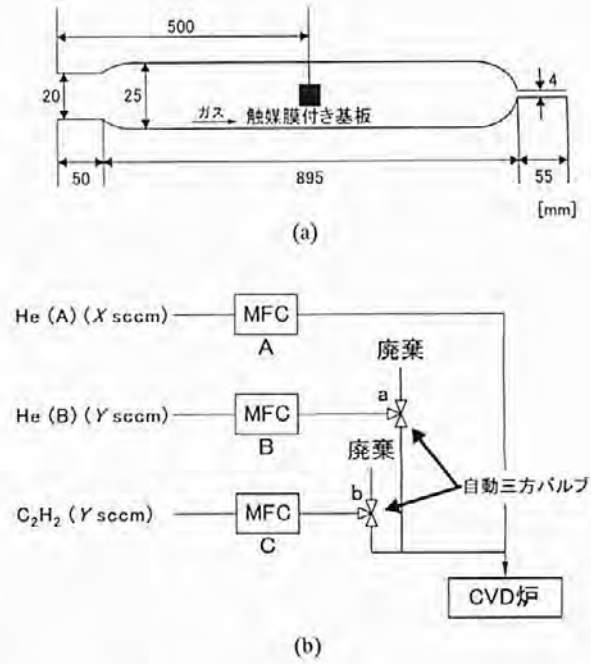 500
20
25
4
ガス
触媒膜付き基板
50
895
55
[mm]
(a)
He (A) (X sccm)
MFC
A
廃棄
He (B) (Y sccm)
MFC
B
a
廃棄
自動三方バルブ
C₂H₂ (Y sccm)
MFC
C
b
CVD炉
(b)